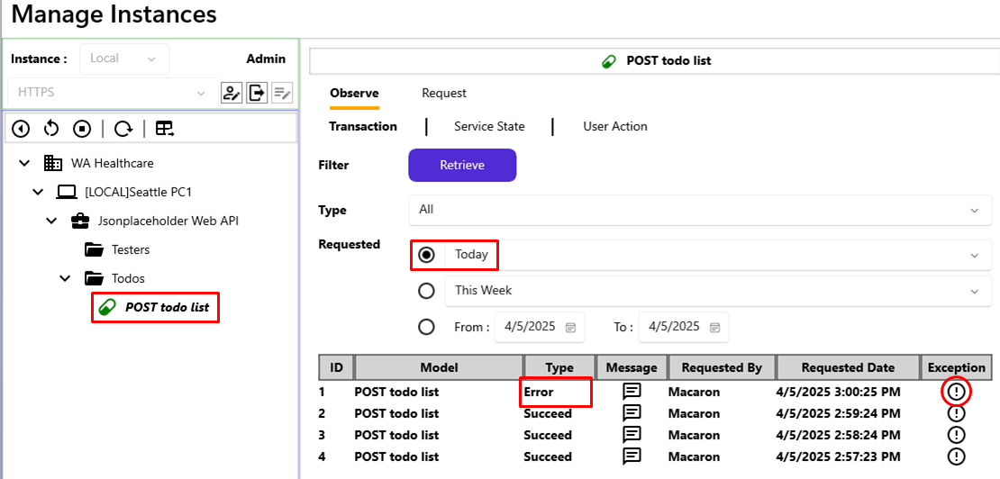 Manage Instances
Instance : Local Admin
HTTPS
WA Healthcare
[LOCAL]Seattle PC1
Jsonplaceholder Web API
Testers
Todos
POST todo list
POST todo list
Observe Request
Transaction Service State User Action
Filter Retrieve
Type All
Requested Today
This Week
From : 4/5/2025 To : 4/5/2025
ID Model Type Message Requested By Requested Date Exception
1 POST todo list Error Macaron 4/5/2025 3:00:25 PM
2 POST todo list Succeed Macaron 4/5/2025 2:59:24 PM
3 POST todo list Succeed Macaron 4/5/2025 2:58:24 PM
4 POST todo list Succeed Macaron 4/5/2025 2:57:23 PM